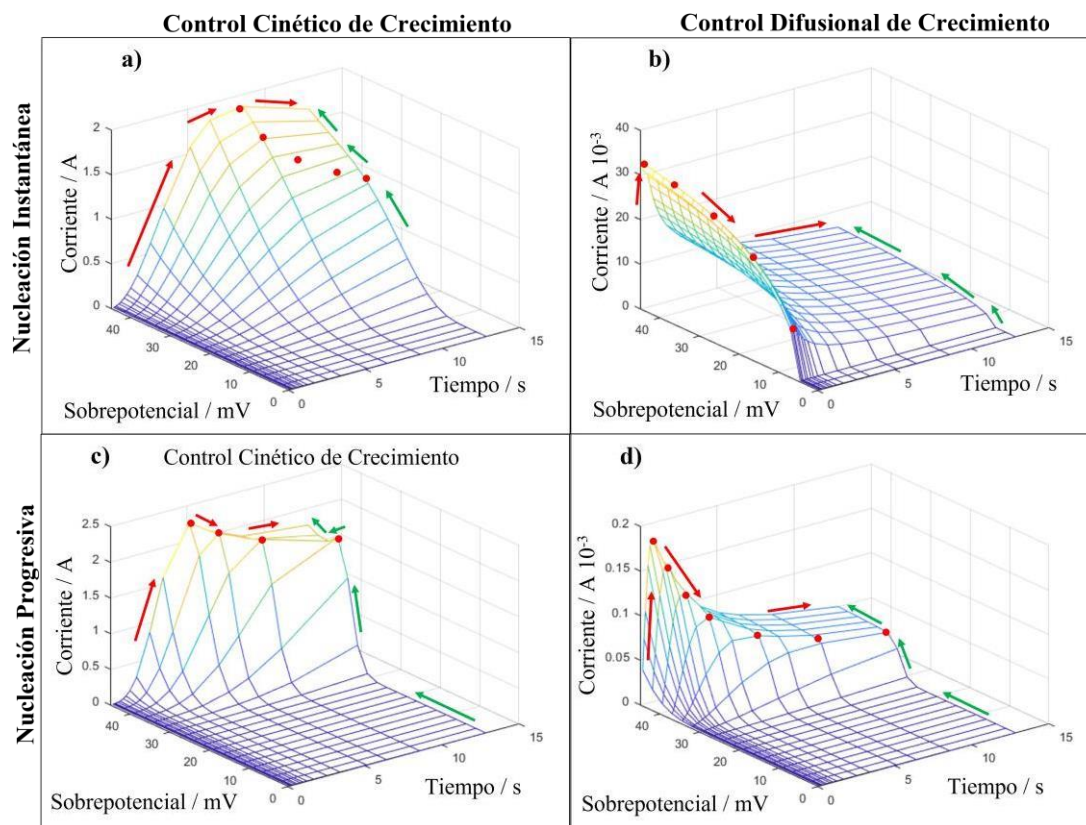 Control Cinético de Crecimiento
Control Difusional de Crecimiento
Nucleación Instantánea
a)
Corriente / A
2
1.5
1
0.5
0
40
30
20
10
0
0
5
10
15
Sobrepotencial / mV
Tiempo / s
b)
Corriente / A 10⁻³
40
30
20
10
0
40
30
20
10
0
0
5
10
15
Sobrepotencial / mV
Tiempo / s
Nucleación Progresiva
c)
Control Cinético de Crecimiento
Corriente / A
2.5
2
1.5
1
0.5
0
40
30
20
10
0
0
5
10
15
Sobrepotencial / mV
Tiempo / s
d)
Corriente / A 10⁻³
0.2
0.15
0.1
0.05
0
40
30
20
10
0
0
5
10
15
Sobrepotencial / mV
Tiempo / s